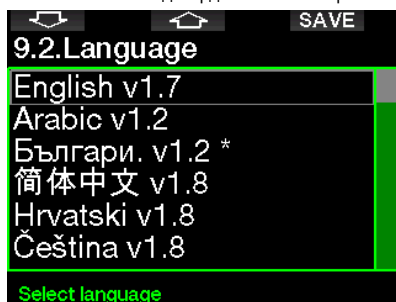 SAVE
9.2.Language
English v1.7
Arabic v1.2
Българи. v1.2 *
简体中文 v1.8
Hrvatski v1.8
Čeština v1.8
Select language